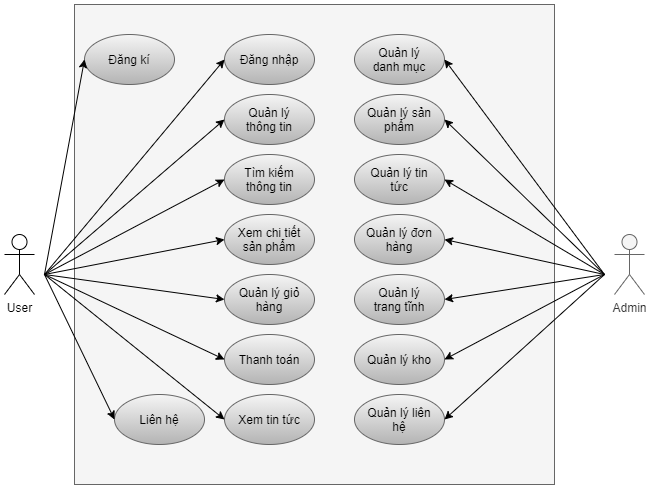 Đăng kí
Đăng nhập
Quản lý
danh mục
Quản lý
thông tin
Quản lý sản
phẩm
Tìm kiếm
thông tin
Quản lý tin
tức
Xem chi tiết
sản phẩm
Quản lý đơn
hàng
User
Quản lý giỏ
hàng
Quản lý
trang tĩnh
Admin
Thanh toán
Quản lý kho
Liên hệ
Xem tin tức
Quản lý liên
hệ